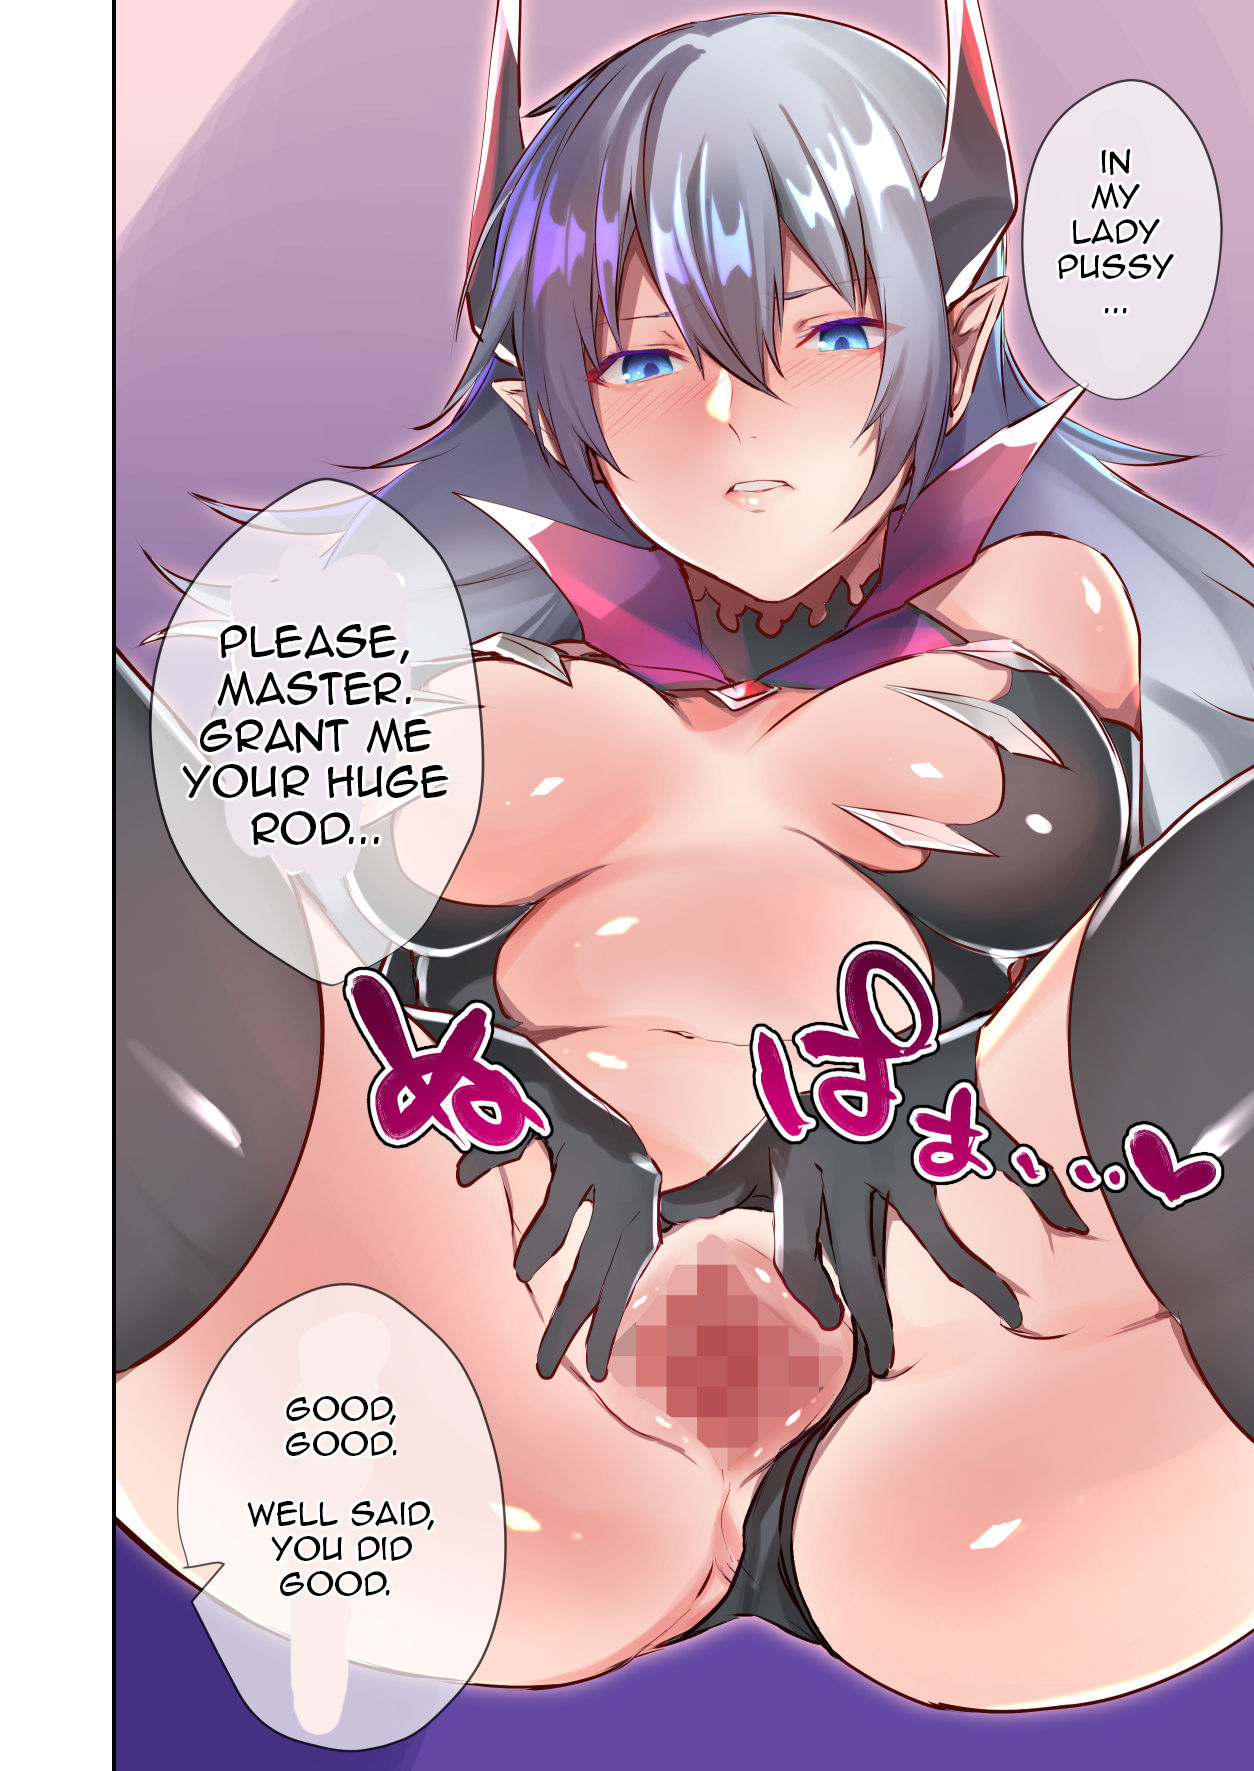 IN
MY
LADY
PUSSY
...
PLEASE,
MASTER.
GRANT ME
YOUR HUGE
ROD...
ぬ
ぱぁ...♥
GOOD,
GOOD.
WELL SAID,
YOU DID
GOOD.